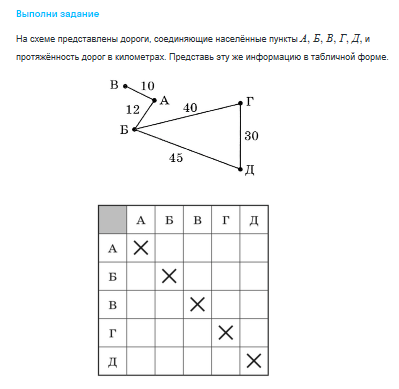 Выполни задание
На схеме представлены дороги, соединяющие населённые пункты А, Б, В, Г, Д, и
протяжённость дорог в километрах. Представь эту же информацию в табличной форме.
В 10
А
12 40 Г
Б
30
45
Д
А Б В Г Д
А
Б
В
Г
Д